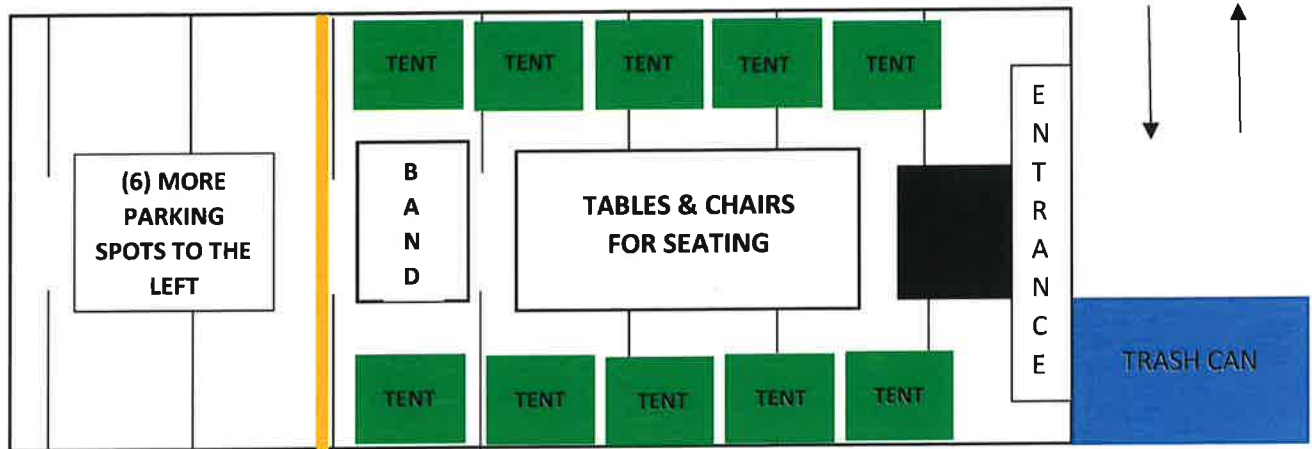 TENT TENT TENT TENT TENT
(6) MORE
PARKING
SPOTS TO THE
LEFT
B
A
N
D
TABLES & CHAIRS
FOR SEATING
E
N
T
R
A
N
C
E
TRASH CAN
TENT TENT TENT TENT TENT